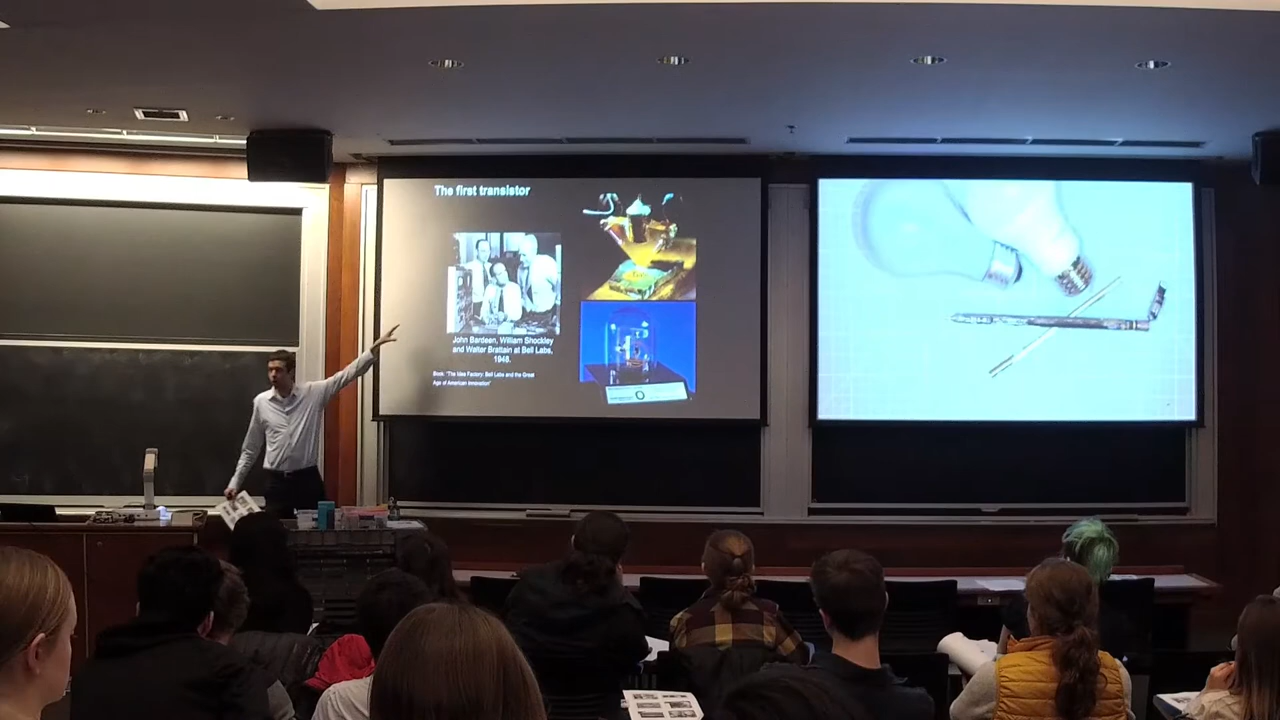 The first transistor
John Bardeen, William Shockley
and Walter Brattain at Bell Labs,
1948.
Book: "The Idea Factory: Bell Labs and the Great
Age of American Innovation"